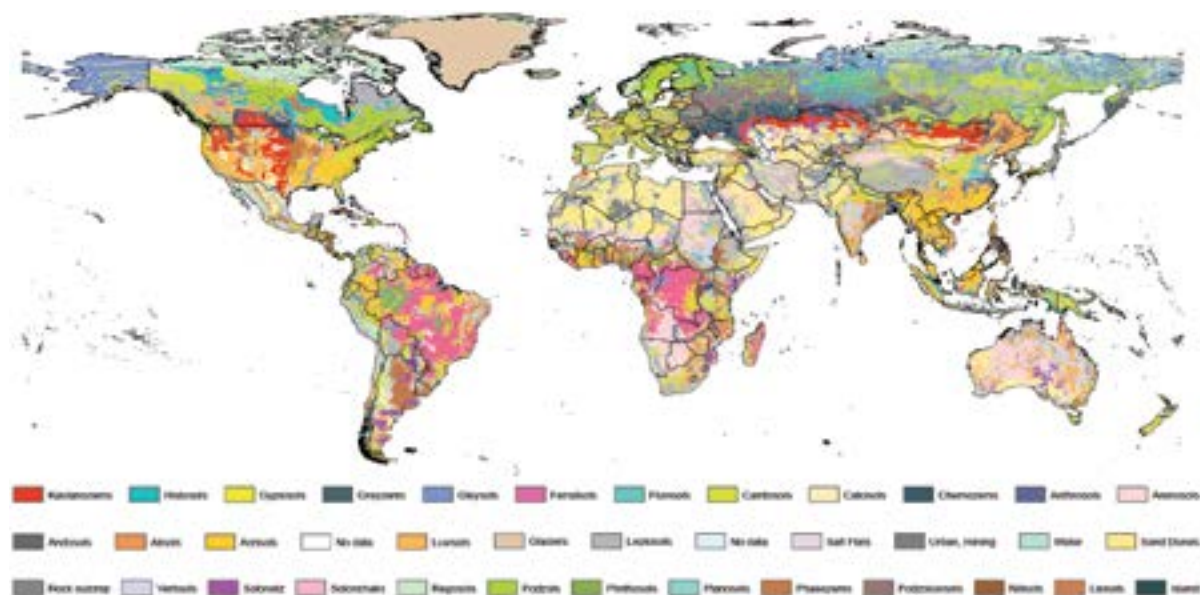 Kastanozems Histosols Gypsisols Greyzems Gleysols Ferralsols Fluvisols Cambisols Calcisols Chernozems Anthrosols Arenosols
Andosols Alisols Acrisols No data Luvisols Glaciers Leptosols No data Salt Flats Urban, mining Water Sand Dunes
Rock outcrop Vertisols Solonetz Solonchaks Regosols Podzols Plinthosols Planosols Phaeozems Podzoluvisols Nitisols Lixisols